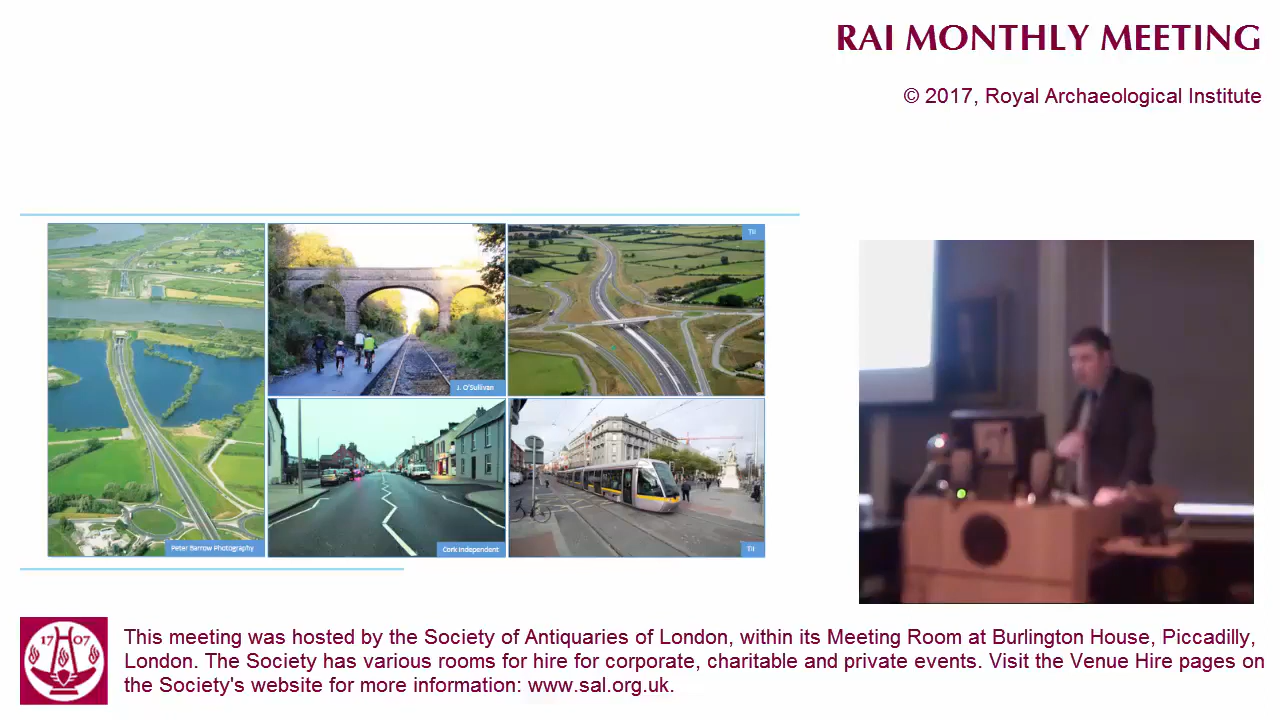 RAI MONTHLY MEETING
© 2017, Royal Archaeological Institute
TII
J. O'Sullivan
Peter Barrow Photography
Cork Independent
TII
1707
This meeting was hosted by the Society of Antiquaries of London, within its Meeting Room at Burlington House, Piccadilly,
London. The Society has various rooms for hire for corporate, charitable and private events. Visit the Venue Hire pages on
the Society's website for more information: www.sal.org.uk.